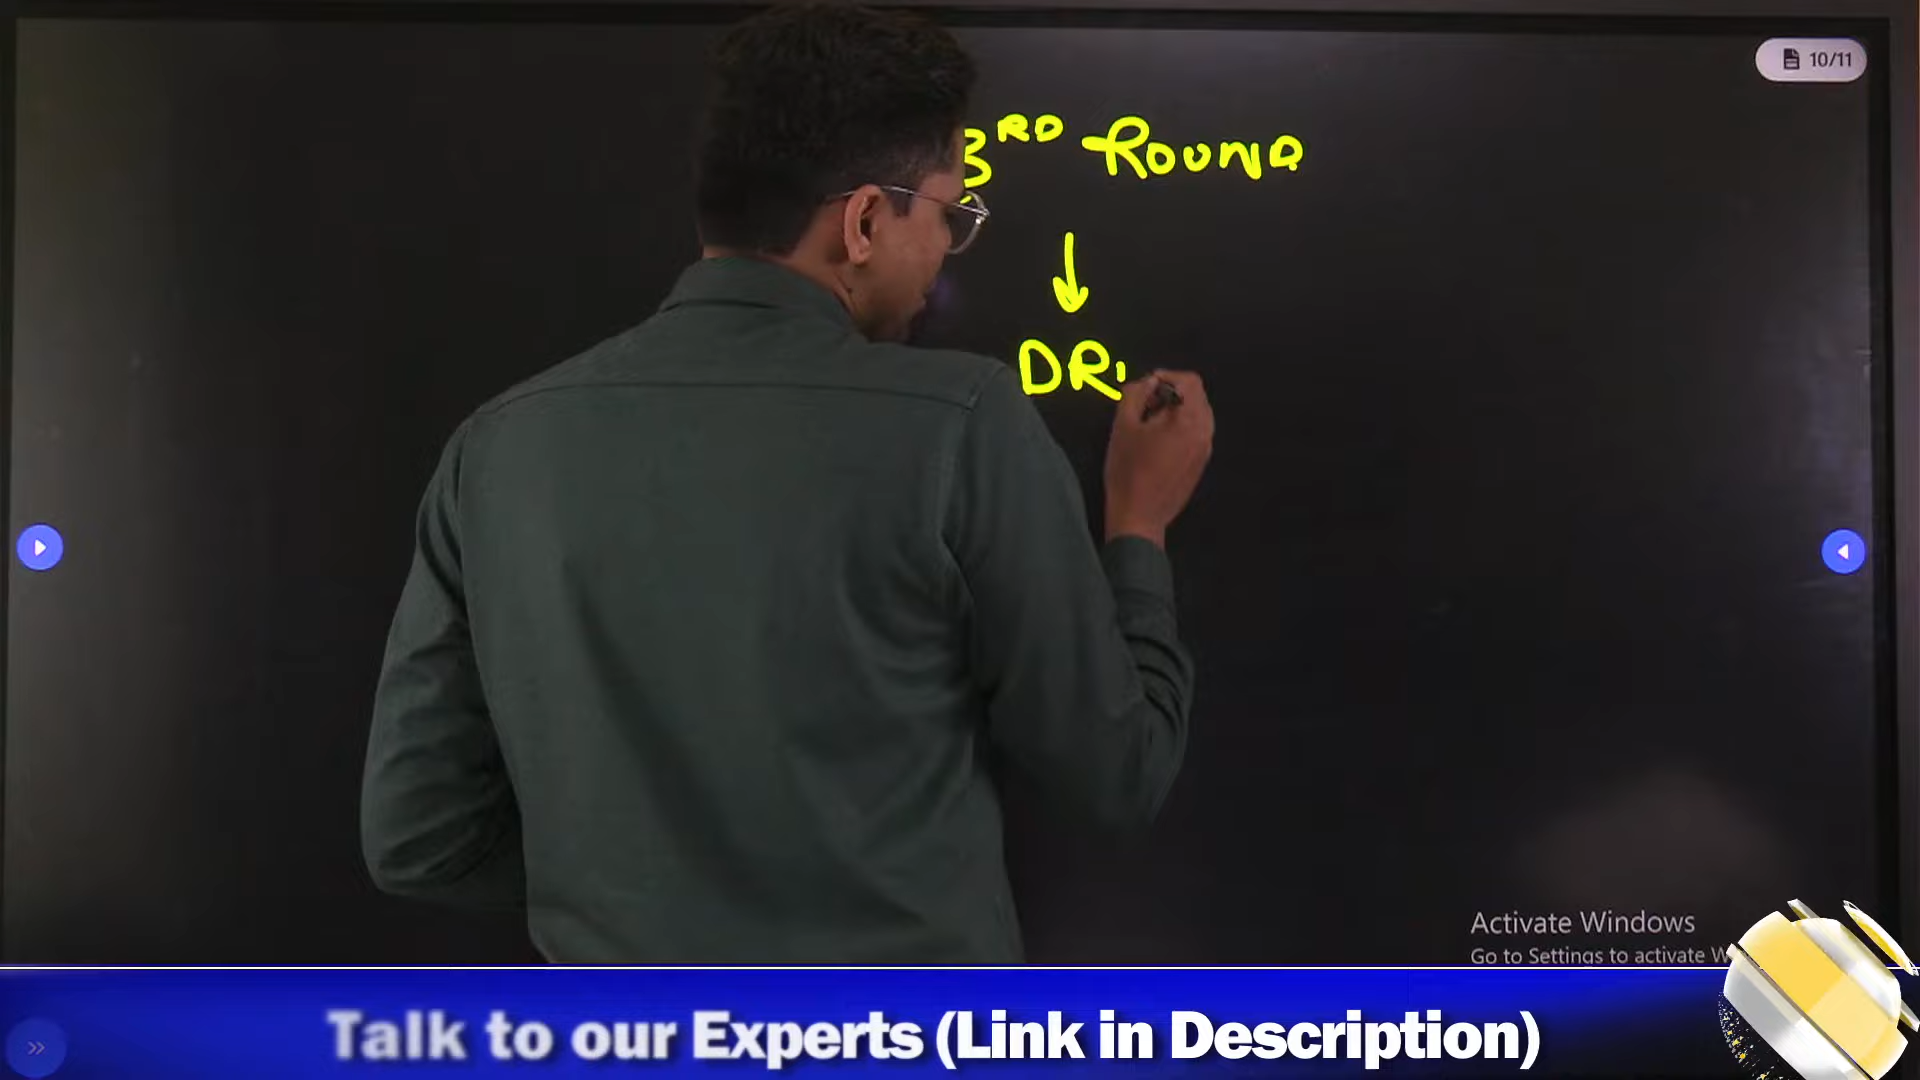 10/11
3RD ROUND
DR
Activate Windows
Go to Settings to activate W
Talk to our Experts (Link in Description)